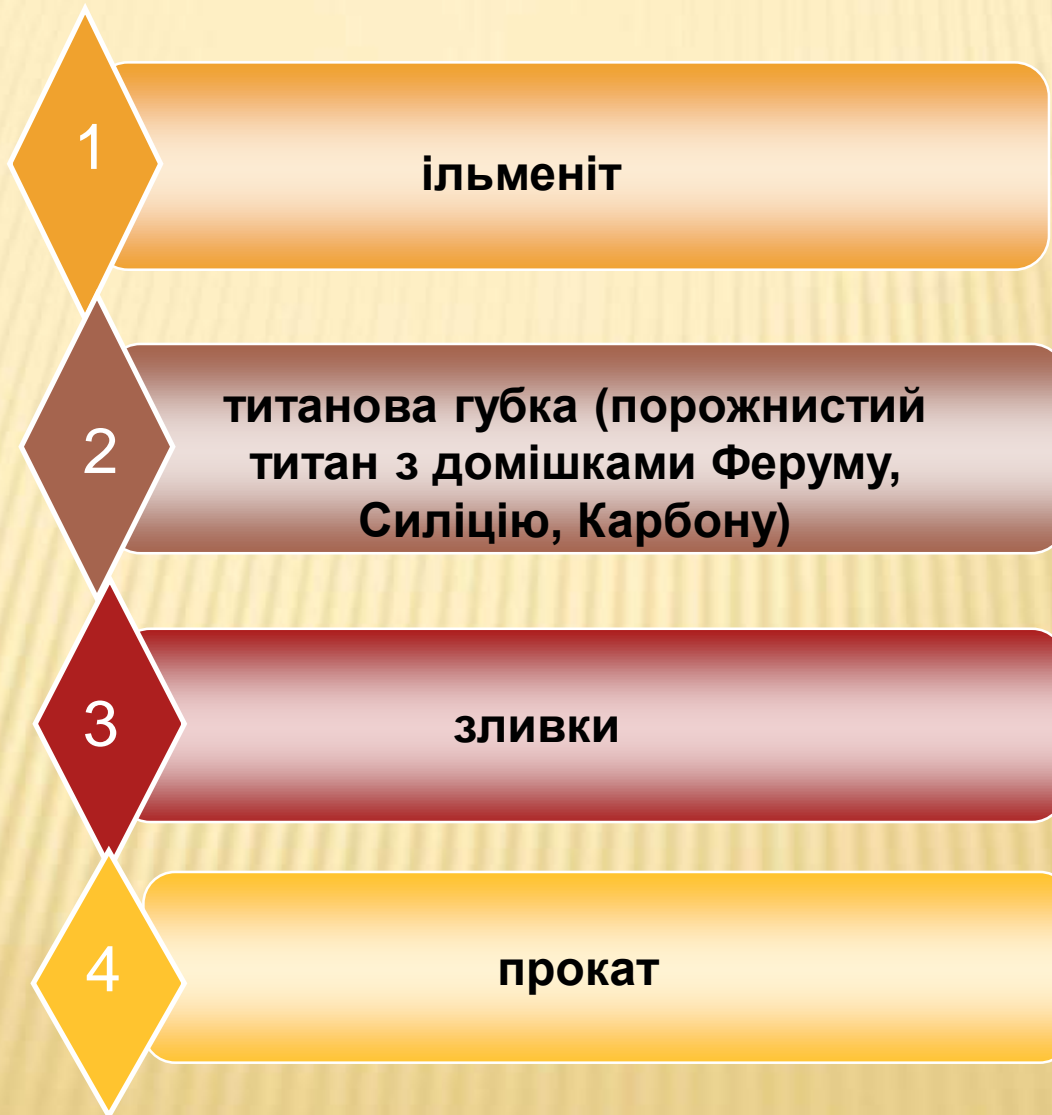 1
ільменіт
2
титанова губка (порожнистий
титан з домішками Феруму,
Силіцію, Карбону)
3
зливки
4
прокат